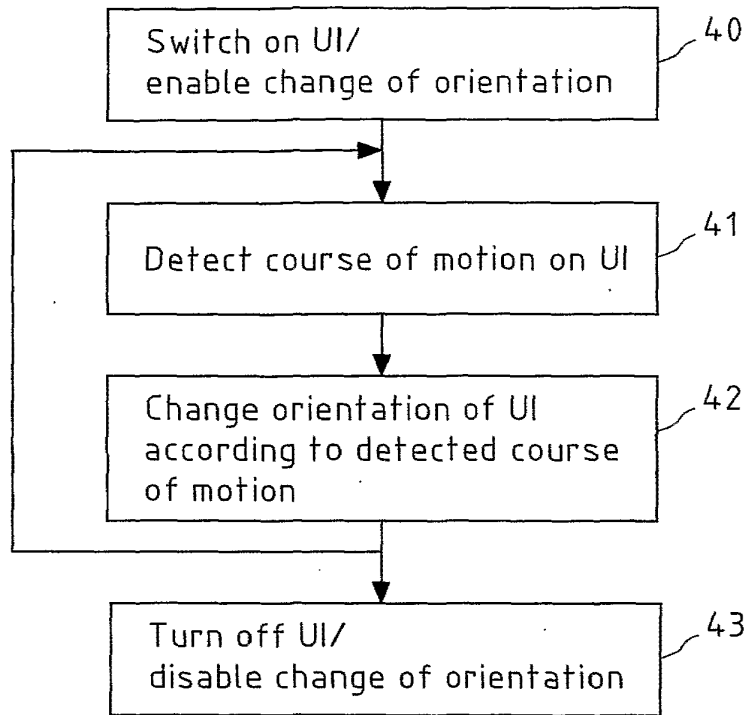 Switch on UI/
enable change of orientation
40
Detect course of motion on UI
41
Change orientation of UI
according to detected course
of motion
42
Turn off UI/
disable change of orientation
43